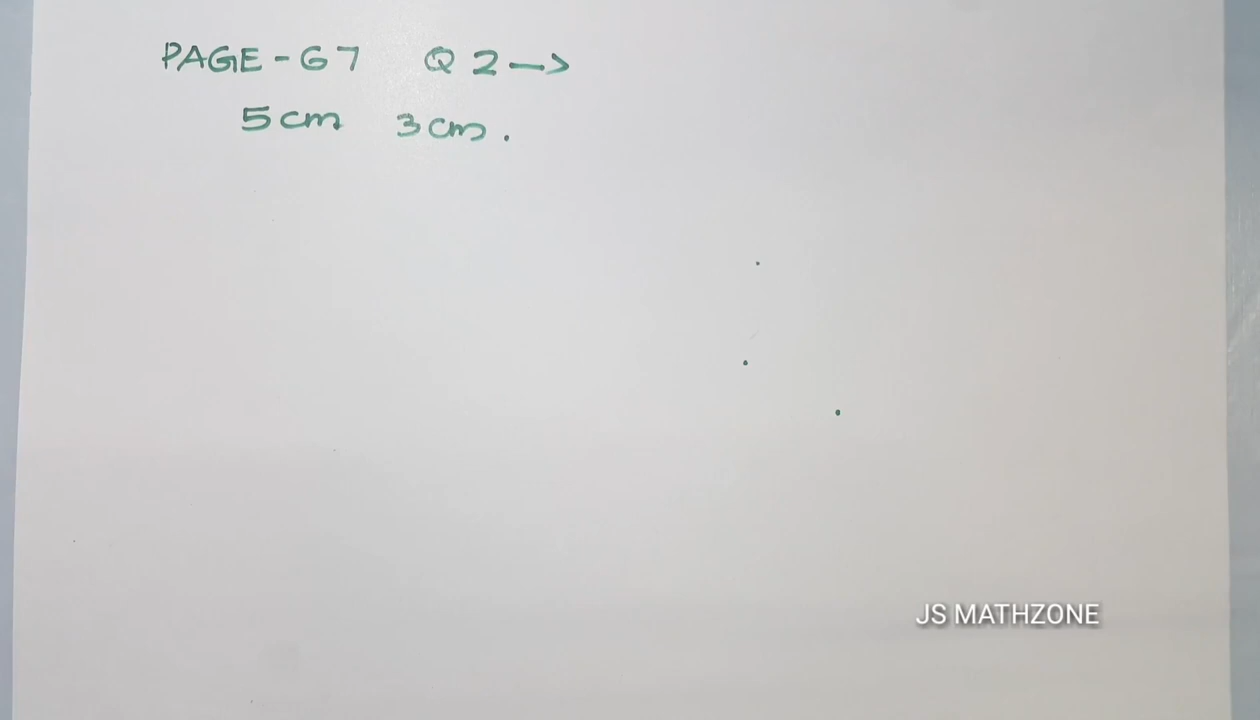 PAGE - 67 Q 2 →
5 cm 3 cm.
JS MATHZONE